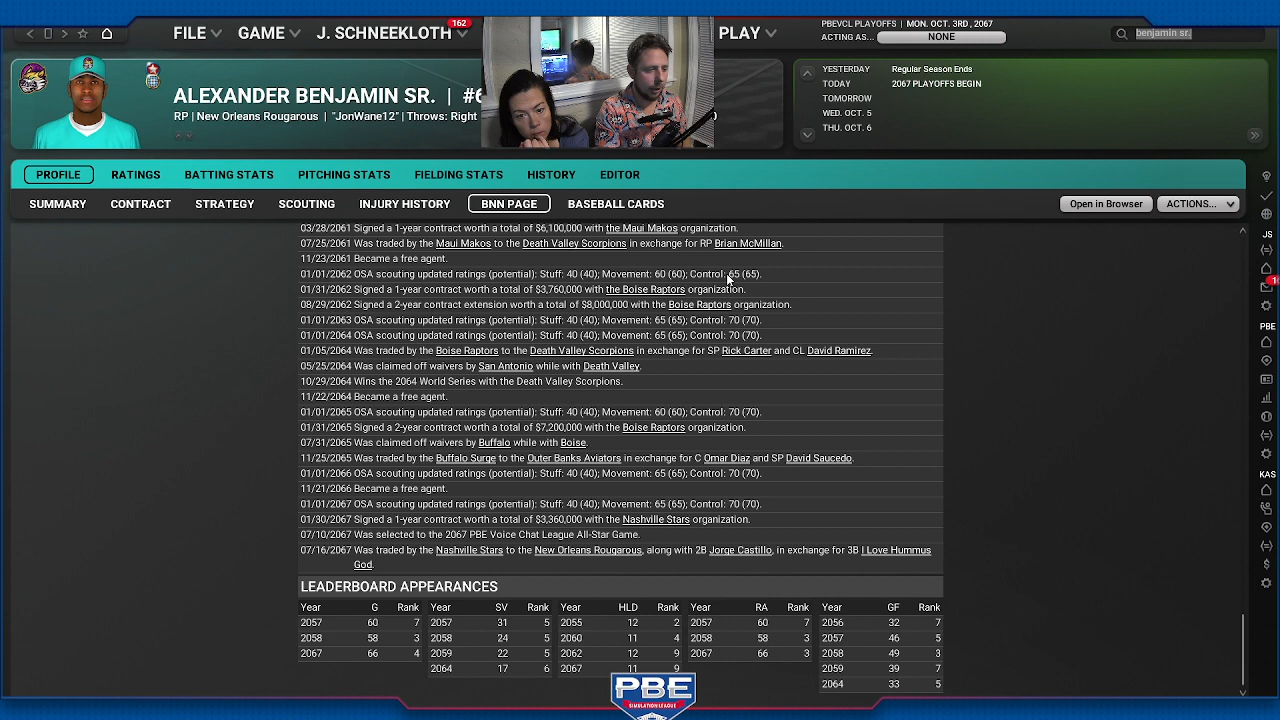 FILE GAME J. SCHNEEKLOTH 162 PLAY
PBEVCL PLAYOFFS | MON. OCT. 3RD , 2067
ACTING AS... NONE
benjamin sr.
ALEXANDER BENJAMIN SR. | #6
RP | New Orleans Rougarous | "JonWane12" | Throws: Right
YESTERDAY Regular Season Ends
TODAY 2067 PLAYOFFS BEGIN
TOMORROW
WED. OCT. 5
THU. OCT. 6
PROFILE RATINGS BATTING STATS PITCHING STATS FIELDING STATS HISTORY EDITOR
SUMMARY CONTRACT STRATEGY SCOUTING INJURY HISTORY BNN PAGE BASEBALL CARDS Open in Browser ACTIONS...
03/28/2061 Signed a 1-year contract worth a total of $6,100,000 with the Maui Makos organization.
07/25/2061 Was traded by the Maui Makos to the Death Valley Scorpions in exchange for RP Brian McMillan.
11/23/2061 Became a free agent.
01/01/2062 OSA scouting updated ratings (potential): Stuff: 40 (40); Movement: 60 (60); Control: 65 (65).
01/31/2062 Signed a 1-year contract worth a total of $3,760,000 with the Boise Raptors organization.
08/29/2062 Signed a 2-year contract extension worth a total of $8,000,000 with the Boise Raptors organization.
01/01/2063 OSA scouting updated ratings (potential): Stuff: 40 (40); Movement: 65 (65); Control: 70 (70).
01/01/2064 OSA scouting updated ratings (potential): Stuff: 40 (40); Movement: 65 (65); Control: 70 (70).
01/05/2064 Was traded by the Boise Raptors to the Death Valley Scorpions in exchange for SP Rick Carter and CL David Ramirez.
05/25/2064 Was claimed off waivers by San Antonio while with Death Valley.
10/29/2064 Wins the 2064 World Series with the Death Valley Scorpions.
11/22/2064 Became a free agent.
01/01/2065 OSA scouting updated ratings (potential): Stuff: 40 (40); Movement: 60 (60); Control: 70 (70).
01/31/2065 Signed a 2-year contract worth a total of $7,200,000 with the Boise Raptors organization.
07/31/2065 Was claimed off waivers by Buffalo while with Boise.
11/25/2065 Was traded by the Buffalo Surge to the Outer Banks Aviators in exchange for C Omar Diaz and SP David Saucedo.
01/01/2066 OSA scouting updated ratings (potential): Stuff: 40 (40); Movement: 65 (65); Control: 70 (70).
11/21/2066 Became a free agent.
01/01/2067 OSA scouting updated ratings (potential): Stuff: 40 (40); Movement: 65 (65); Control: 70 (70).
01/30/2067 Signed a 1-year contract worth a total of $3,360,000 with the Nashville Stars organization.
07/10/2067 Was selected to the 2067 PBE Voice Chat League All-Star Game.
07/16/2067 Was traded by the Nashville Stars to the New Orleans Rougarous, along with 2B Jorge Castillo, in exchange for 3B I Love Hummus
God.
LEADERBOARD APPEARANCES
Year G Rank Year SV Rank Year HLD Rank Year RA Rank Year GF Rank
2057 60 7 2057 31 5 2055 12 2 2057 60 7 2056 32 7
2058 58 3 2058 24 5 2060 11 4 2058 58 3 2057 46 5
2067 66 4 2059 22 5 2062 12 9 2067 66 3 2058 49 3
2064 17 6 2067 11 9 2059 39 7
2064 33 5
JS
PBE
KAS
PBE
SIMULATION LEAGUE